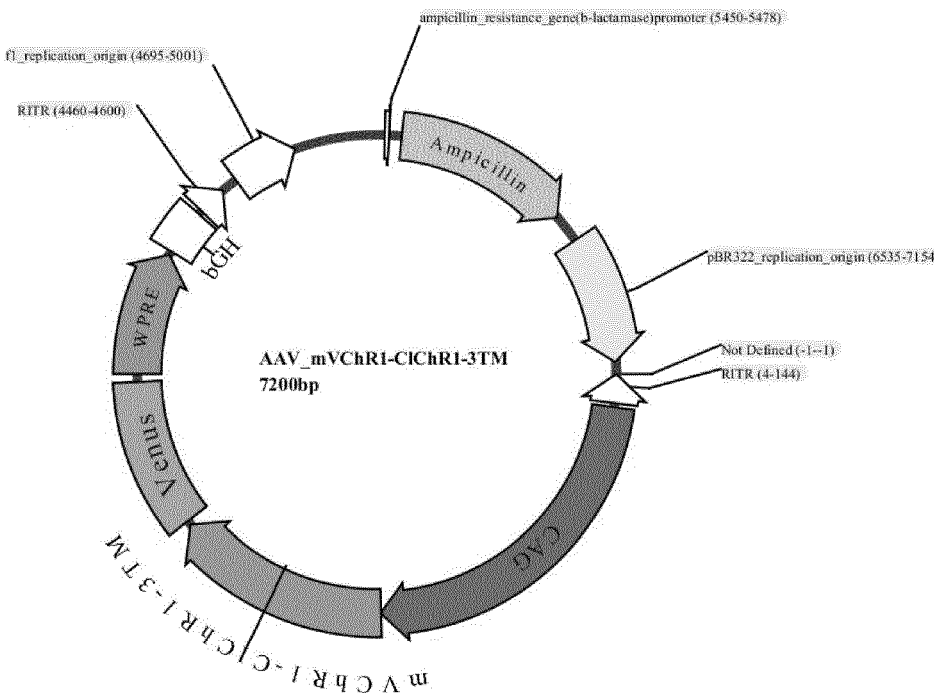 ampicillin_resistance_gene(b-lactamase)promoter (5450-5478)
f1_replication_origin (4695-5001)
RITR (4460-4600)
Ampicillin
pBR322_replication_origin (6535-7154
bGH
WPRE
AAV_mVChR1-ClChR1-3TM
7200bp
Not Defined (-1--1)
RITR (4-144)
Venus
CAG
mVChR1-C|ChR1-3TM